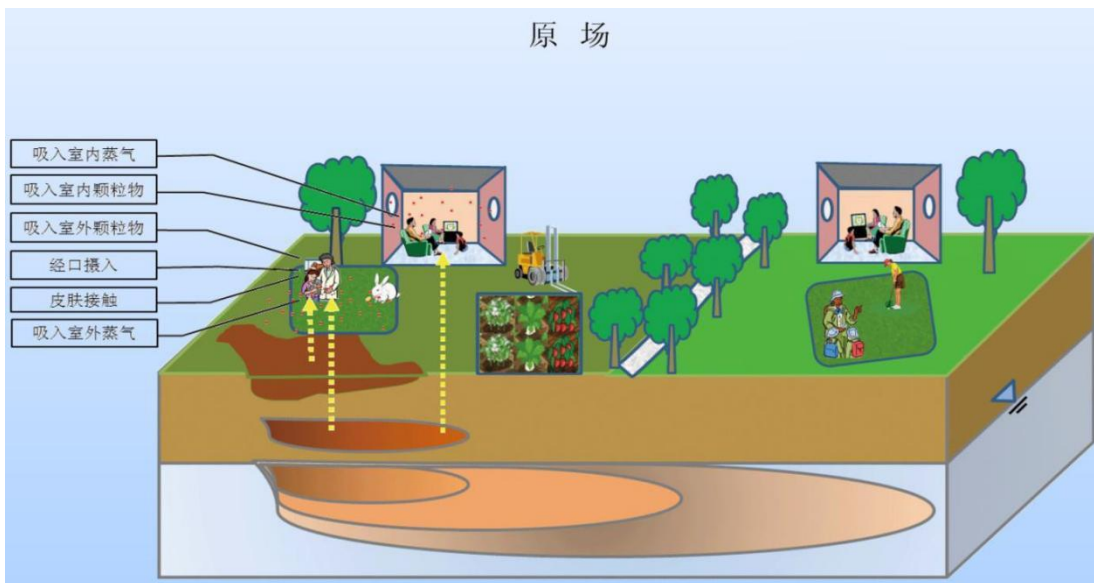 原 场
吸入室内蒸气
吸入室内颗粒物
吸入室外颗粒物
经口摄入
皮肤接触
吸入室外蒸气